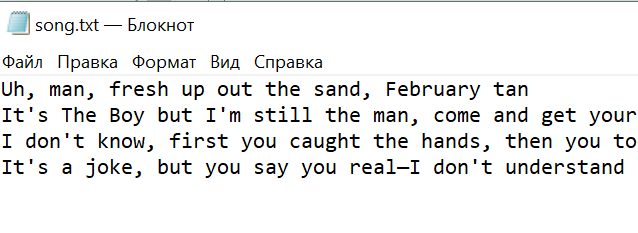 song.txt — Блокнот
Файл Правка Формат Вид Справка
Uh, man, fresh up out the sand, February tan
It's The Boy but I'm still the man, come and get your
I don't know, first you caught the hands, then you to
It's a joke, but you say you real—I don't understand